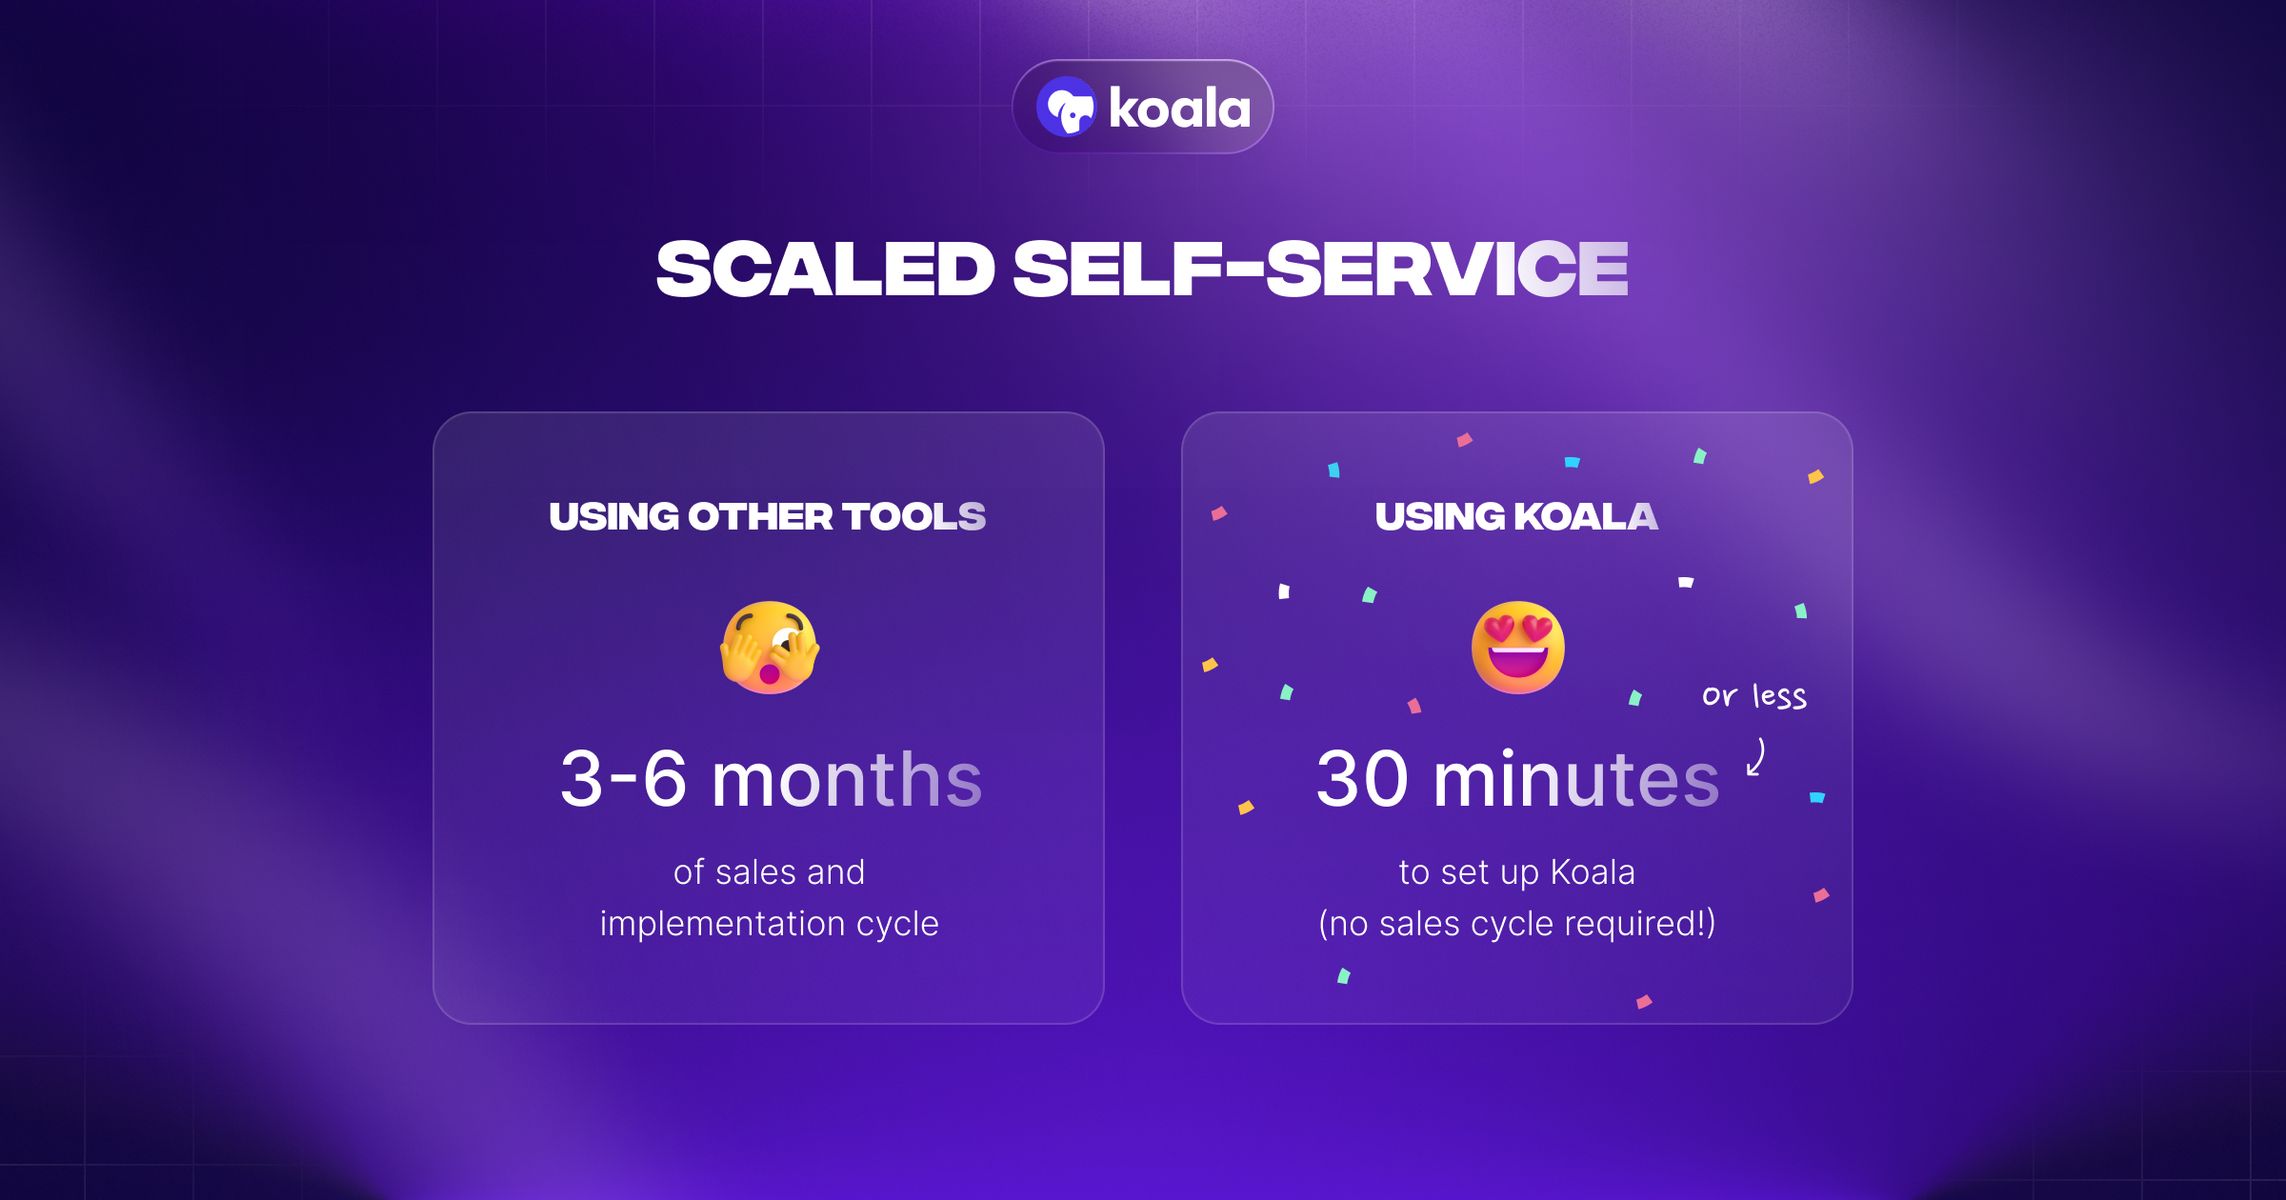 koala
SCALED SELF-SERVICE
USING OTHER TOOLS
3-6 months
of sales and
implementation cycle
USING KOALA
or less
30 minutes
to set up Koala
(no sales cycle required!)